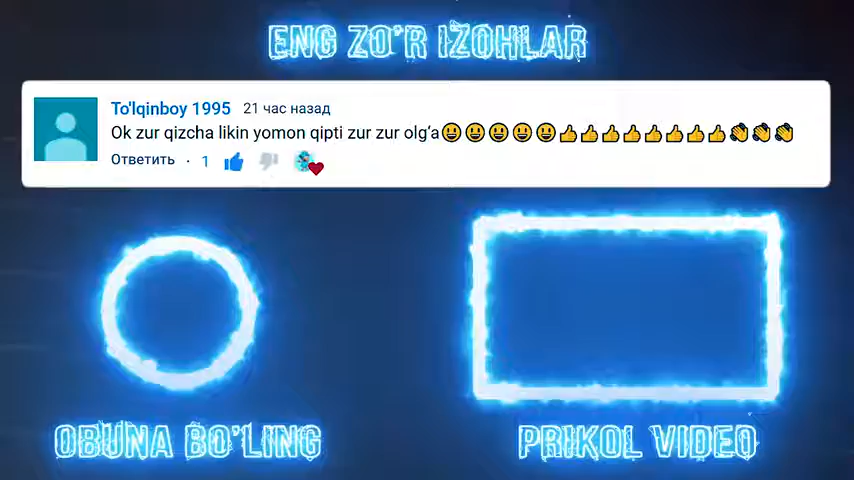 ENG ZO'R IZOHLAR
To'lqinboy 1995 21 час назад
Ok zur qizcha likin yomon qipti zur zur olg‘a😃😃😃😃😃👍👍👍👍👍👍👍👍👏👏👏
Ответить · 1
OBUNA BO'LING
PRIKOL VIDEO